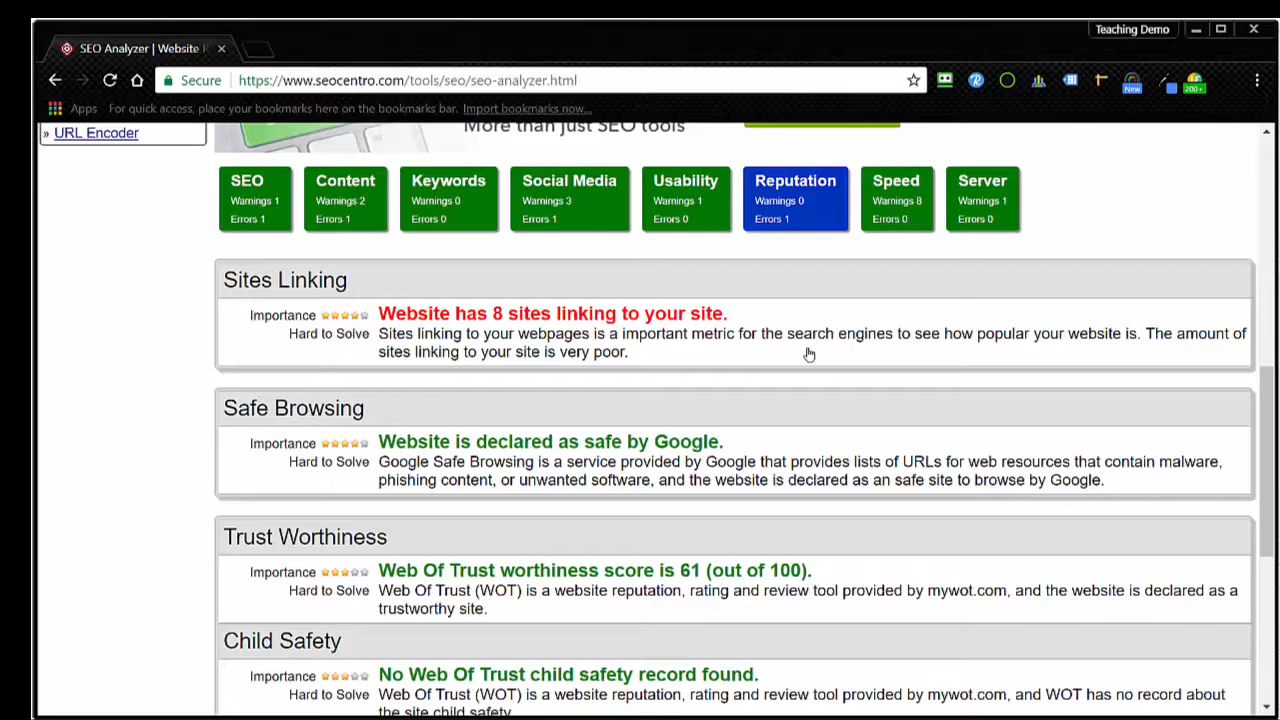 Teaching Demo
SEO Analyzer | Website R
Secure https://www.seocentro.com/tools/seo/seo-analyzer.html
New
200+
Apps For quick access, place your bookmarks here on the bookmarks bar. Import bookmarks now...
» URL Encoder
More than just SEO tools
SEO
Warnings 1
Errors 1
Content
Warnings 2
Errors 1
Keywords
Warnings 0
Errors 0
Social Media
Warnings 3
Errors 1
Usability
Warnings 1
Errors 0
Reputation
Warnings 0
Errors 1
Speed
Warnings 8
Errors 0
Server
Warnings 1
Errors 0
Sites Linking
Importance
Hard to Solve
Website has 8 sites linking to your site.
Sites linking to your webpages is a important metric for the search engines to see how popular your website is. The amount of
sites linking to your site is very poor.
Safe Browsing
Importance
Hard to Solve
Website is declared as safe by Google.
Google Safe Browsing is a service provided by Google that provides lists of URLs for web resources that contain malware,
phishing content, or unwanted software, and the website is declared as an safe site to browse by Google.
Trust Worthiness
Importance
Hard to Solve
Web Of Trust worthiness score is 61 (out of 100).
Web Of Trust (WOT) is a website reputation, rating and review tool provided by mywot.com, and the website is declared as a
trustworthy site.
Child Safety
Importance
Hard to Solve
No Web Of Trust child safety record found.
Web Of Trust (WOT) is a website reputation, rating and review tool provided by mywot.com, and WOT has no record about
the site child safety.